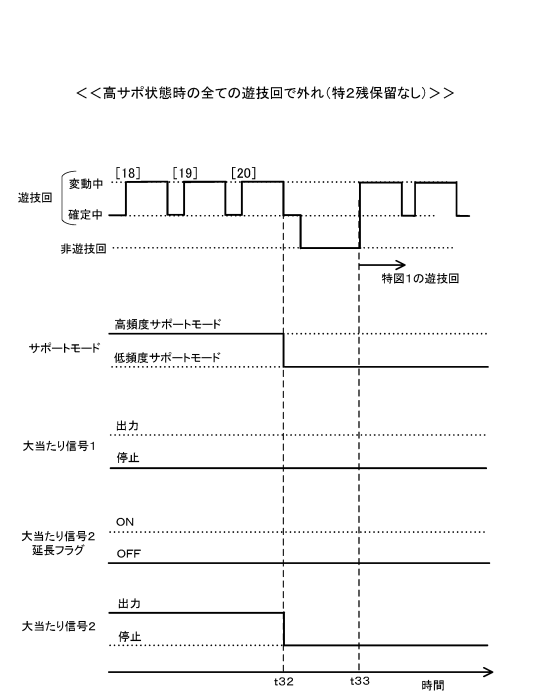 ＜＜高サポ状態時の全ての遊技回で外れ（特２残保留なし）＞＞
[18] [19] [20]
変動中
遊技回
確定中
非遊技回
特図１の遊技回
高頻度サポートモード
サポートモード
低頻度サポートモード
出力
大当たり信号１
停止
ON
大当たり信号２
延長フラグ
OFF
出力
大当たり信号２
停止
t32 t33
時間